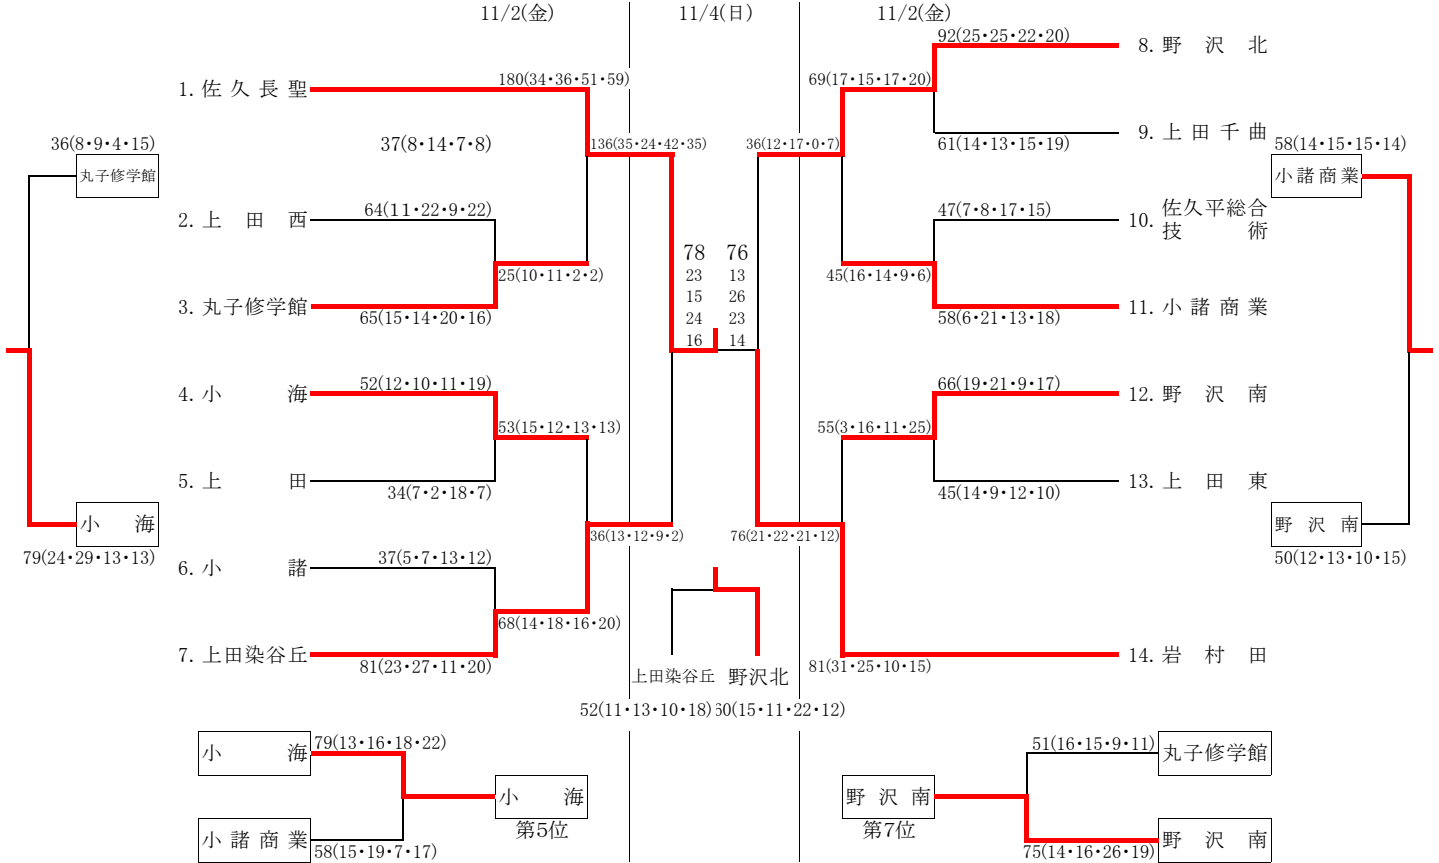 11/2(金)
11/4(日)
11/2(金)
1. 佐久長聖
180(34・36・51・59)
36(8・9・4・15)
丸子修学館
37(8・14・7・8)
136(35・24・42・35)
2. 上田西
64(11・22・9・22)
25(10・11・2・2)
3. 丸子修学館
65(15・14・20・16)
4. 小海
52(12・10・11・19)
53(15・12・13・13)
5. 上田
34(7・2・18・7)
小海
79(24・29・13・13)
36(13・12・9・2)
6. 小諸
37(5・7・13・12)
68(14・18・16・20)
7. 上田染谷丘
81(23・27・11・20)
78 76
23 13
15 26
24 23
16 14
上田染谷丘 野沢北
52(11・13・10・18) 60(15・11・22・12)
92(25・25・22・20)
8. 野沢北
69(17・15・17・20)
9. 上田千曲
61(14・13・15・19)
36(12・17・0・7)
58(14・15・15・14)
小諸商業
47(7・8・17・15)
10. 佐久平総合
技術
45(16・14・9・6)
11. 小諸商業
58(6・21・13・18)
66(19・21・9・17)
12. 野沢南
55(3・16・11・25)
13. 上田東
45(14・9・12・10)
野沢南
50(12・13・10・15)
76(21・22・21・12)
14. 岩村田
81(31・25・10・15)
小海
79(13・16・18・22)
小海
第5位
小諸商業
58(15・19・7・17)
51(16・15・9・11)
丸子修学館
野沢南
第7位
野沢南
75(14・16・26・19)